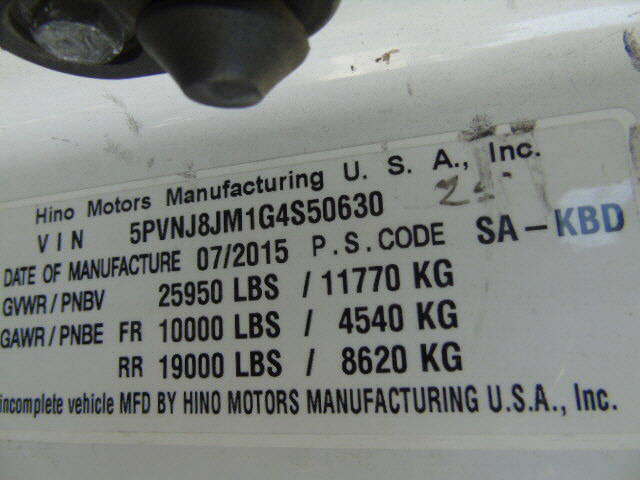 Hino Motors Manufacturing U. S. A., Inc.
VIN 5PVNJ8JM1G4S50630
DATE OF MANUFACTURE 07/2015 P.S.CODE SA-KBD
GVWR/PNBV 25950 LBS / 11770 KG
GAWR/PNBE FR 10000 LBS / 4540 KG
RR 19000 LBS / 8620 KG
incomplete vehicle MFD BY HINO MOTORS MANUFACTURING U.S.A., Inc.